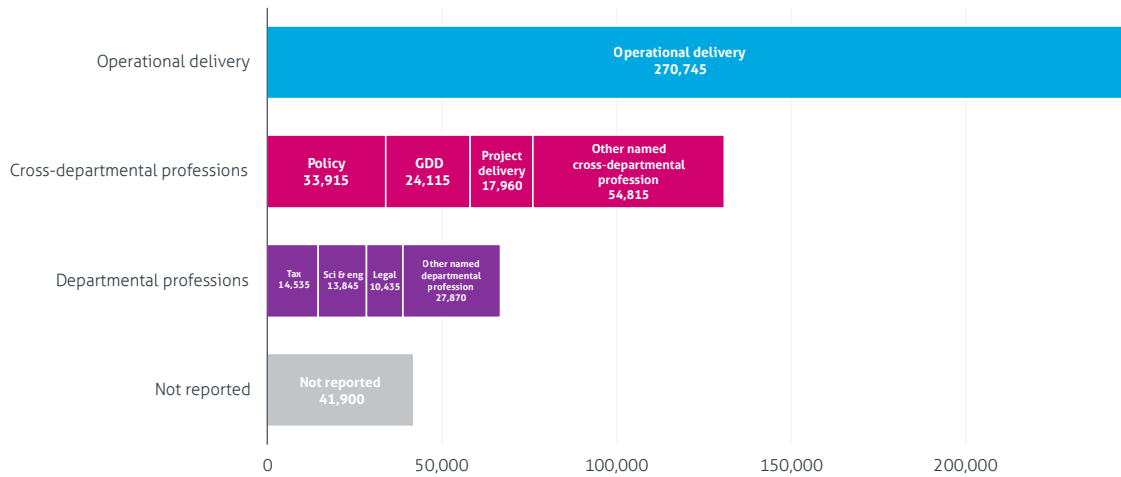 Operational delivery
Operational delivery
270,745
Cross-departmental professions
Policy
33,915
GDD
24,115
Project
delivery
17,960
Other named
cross-departmental
profession
54,815
Departmental professions
Tax
14,535
Sci & eng
13,845
Legal
10,435
Other named
departmental
profession
27,870
Not reported
Not reported
41,900
0
50,000
100,000
150,000
200,000